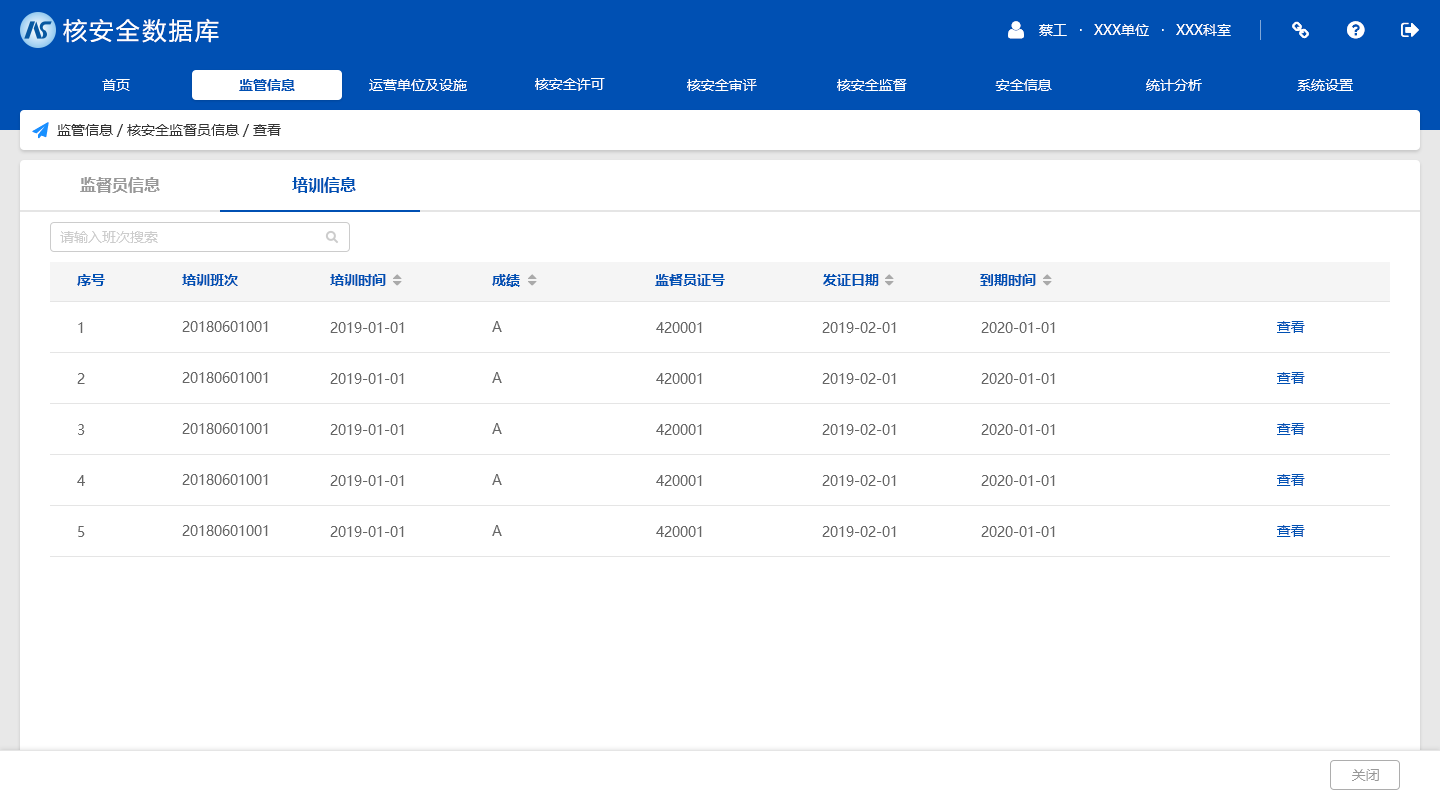 核安全数据库
蔡工 · XXX单位 · XXX科室
首页 监管信息 运营单位及设施 核安全许可 核安全审评 核安全监督 安全信息 统计分析 系统设置
监管信息 / 核安全监督员信息 / 查看
监督员信息 培训信息
请输入班次搜索
序号 培训班次 培训时间 成绩 监督员证号 发证日期 到期时间
1 20180601001 2019-01-01 A 420001 2019-02-01 2020-01-01 查看
2 20180601001 2019-01-01 A 420001 2019-02-01 2020-01-01 查看
3 20180601001 2019-01-01 A 420001 2019-02-01 2020-01-01 查看
4 20180601001 2019-01-01 A 420001 2019-02-01 2020-01-01 查看
5 20180601001 2019-01-01 A 420001 2019-02-01 2020-01-01 查看
关闭